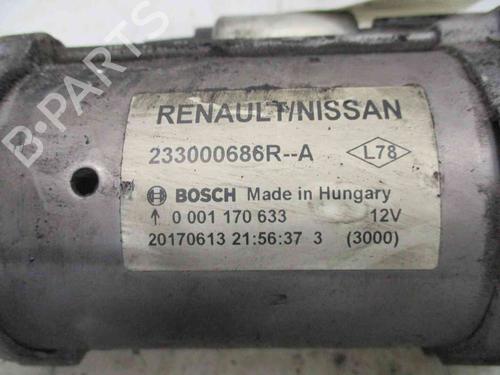 RENAULT/NISSAN
233000686R--A
L78
BOSCH Made in Hungary
↑ 0 001 170 633 12V
20170613 21:56:37 3 (3000)
B-PARTS